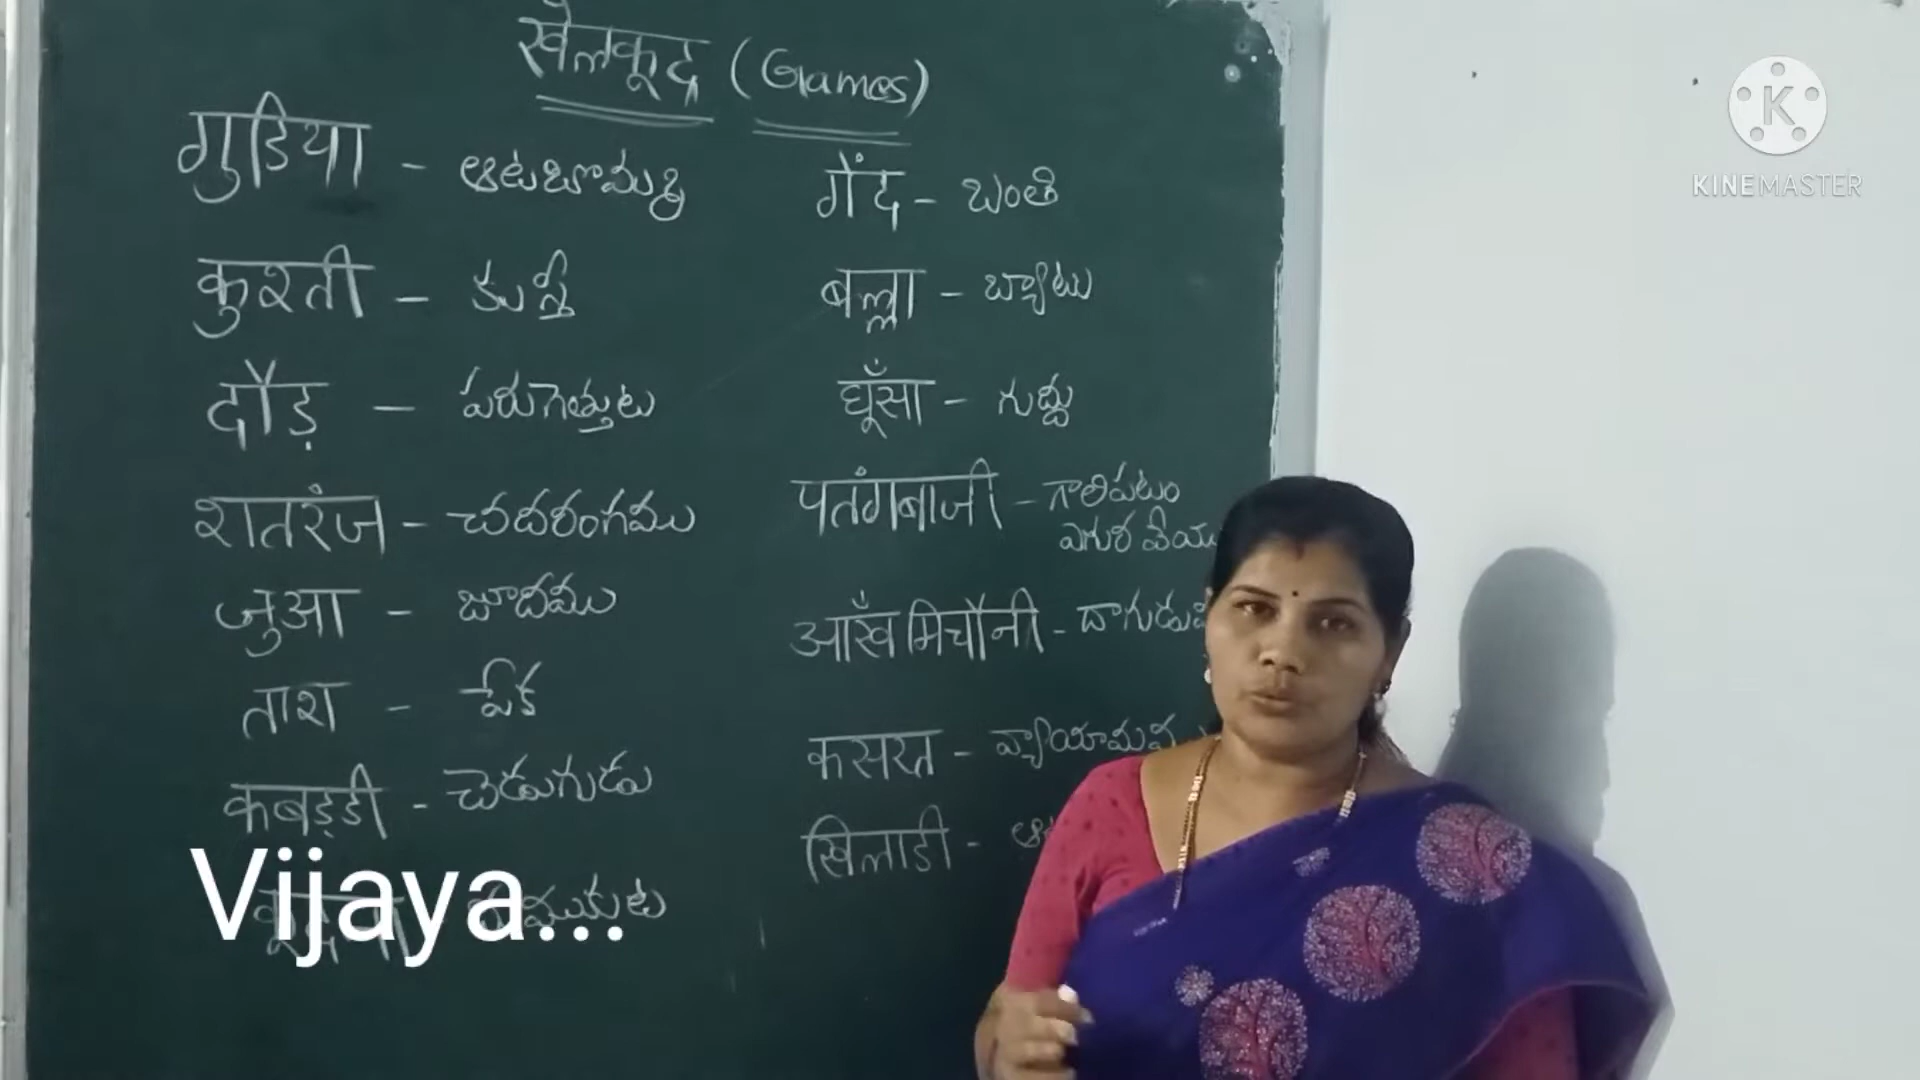 खेलकूद (Games)
गुडिया - ఆటబొమ్మ
कुश्ती - కుస్తీ
दौड़ - పరుగెత్తుట
शतरंज - చదరంగము
जुआ - జూదము
ताश - పేక
कबड्डी - చెడుగుడు
गेंद - బంతి
बल्ला - బ్యాటు
घूँसा - గుద్దు
पतंगबाजी - గాలిపటం
ఎగుర వేయు
आँख मिचौनी - దాగుడు
कसरत - వ్యాయామ
खिलाडी -
Vijaya...
K
KINEMASTER